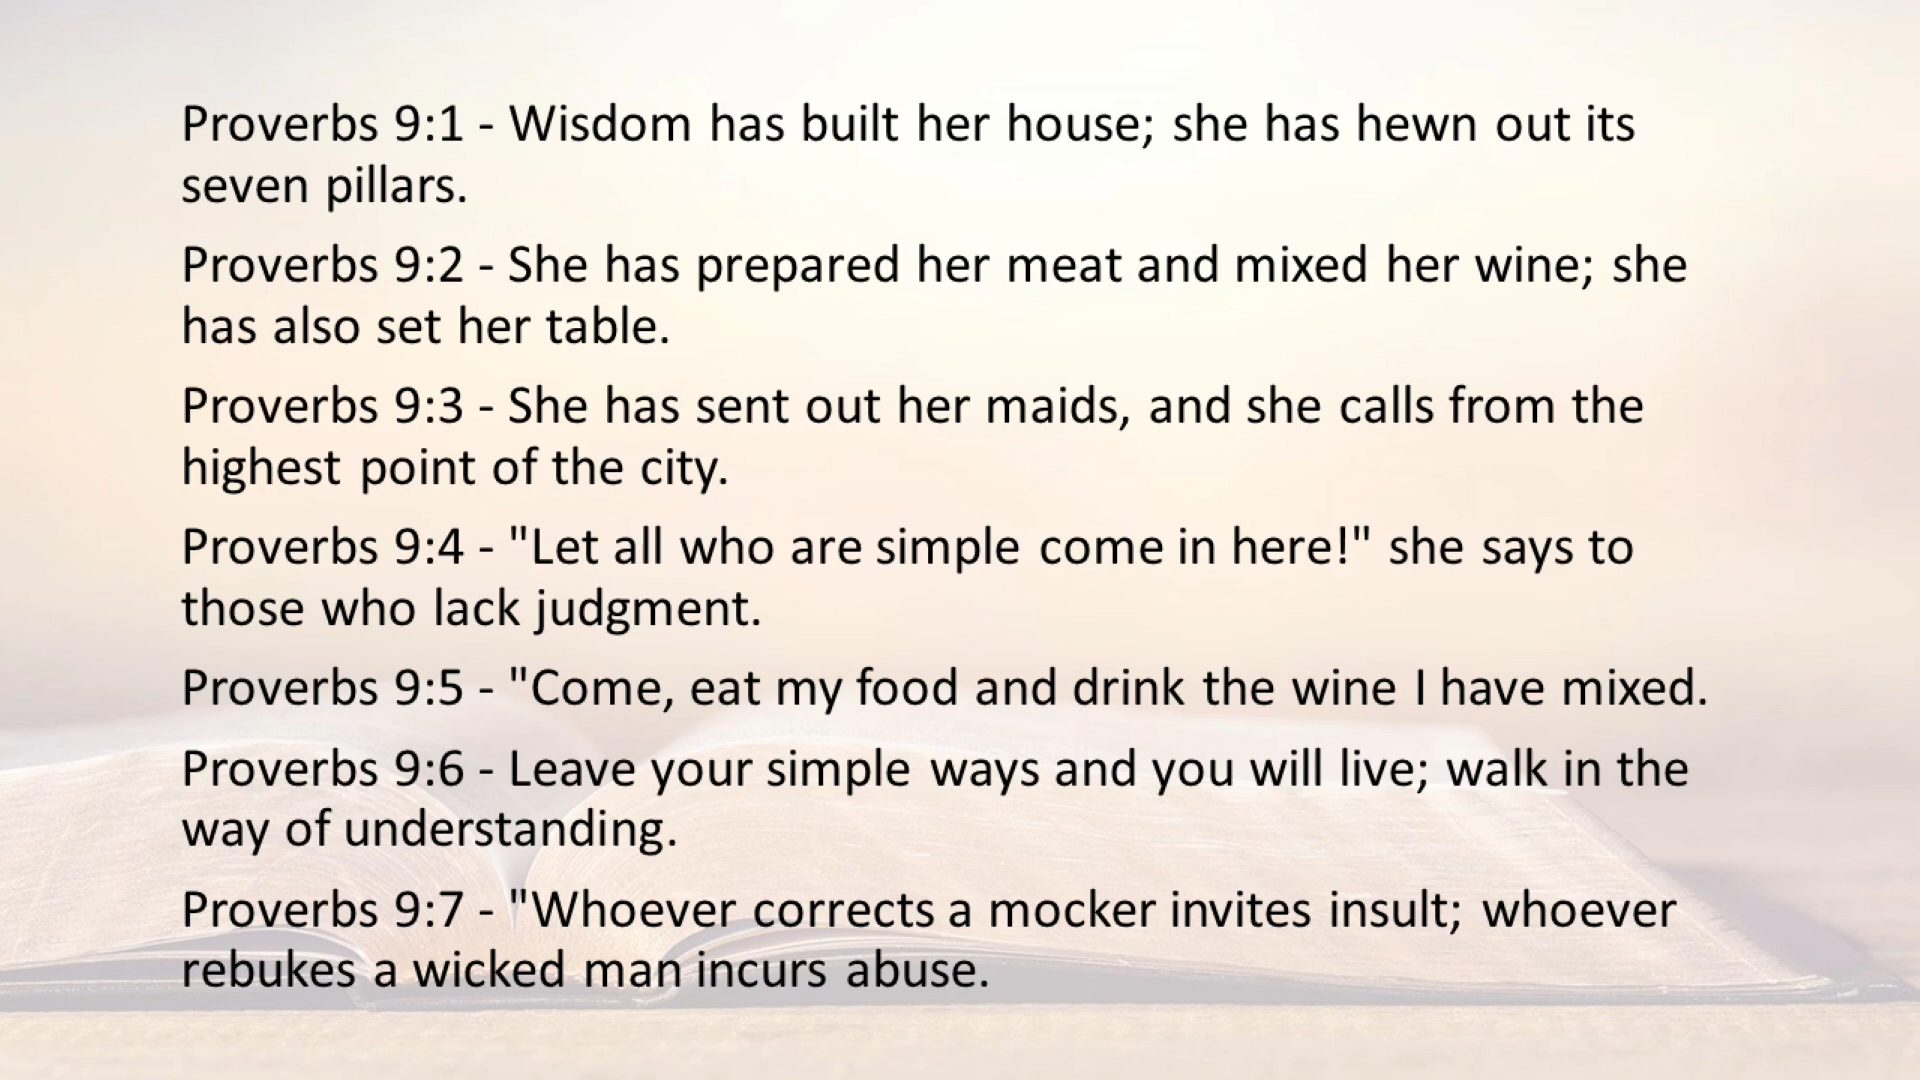 Proverbs 9:1 - Wisdom has built her house; she has hewn out its
seven pillars.
Proverbs 9:2 - She has prepared her meat and mixed her wine; she
has also set her table.
Proverbs 9:3 - She has sent out her maids, and she calls from the
highest point of the city.
Proverbs 9:4 - "Let all who are simple come in here!" she says to
those who lack judgment.
Proverbs 9:5 - "Come, eat my food and drink the wine I have mixed.
Proverbs 9:6 - Leave your simple ways and you will live; walk in the
way of understanding.
Proverbs 9:7 - "Whoever corrects a mocker invites insult; whoever
rebukes a wicked man incurs abuse.